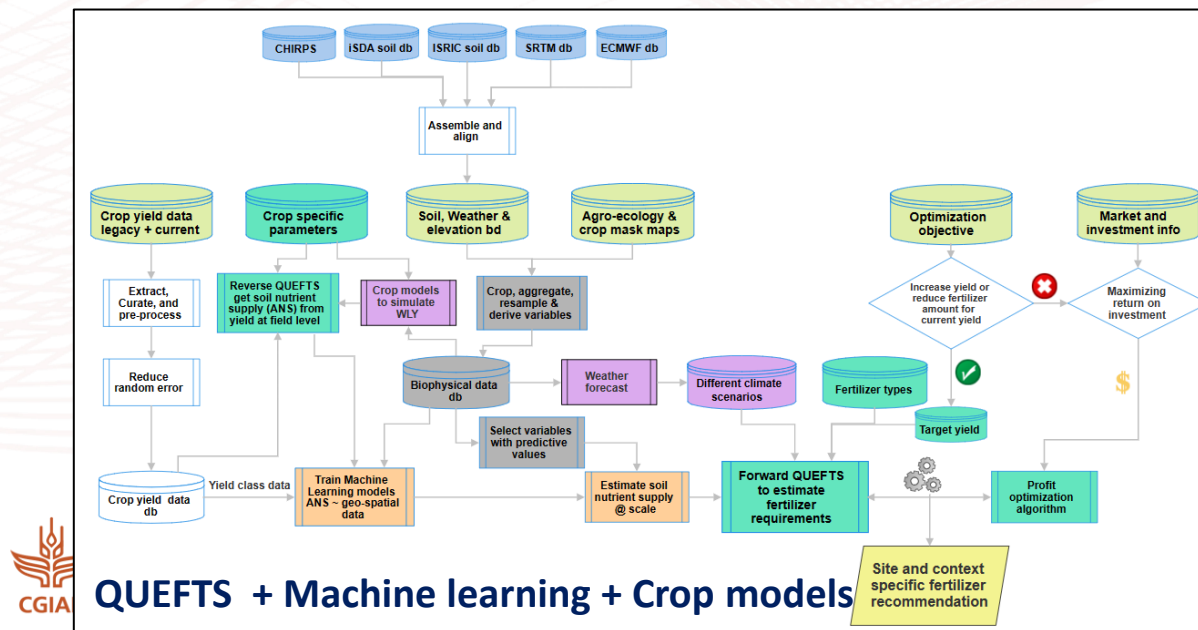 CHIRPS
iSDA soil db
ISRIC soil db
SRTM db
ECMWF db
Assemble and
align
Crop yield data
legacy + current
Crop specific
parameters
Soil, Weather &
elevation bd
Agro-ecology &
crop mask maps
Optimization
objective
Market and
investment info
Extract,
Curate, and
pre-process
Reverse QUEFTS
get soil nutrient
supply (ANS) from
yield at field level
Crop models
to simulate
WLY
Crop, aggregate,
resample &
derive variables
Increase yield or
reduce fertilizer
amount for
current yield
Maximizing
return on
investment
Reduce
random error
Biophysical data
db
Weather
forecast
Different climate
scenarios
Fertilizer types
$
Target yield
Select variables
with predictive
values
Crop yield data
db
Yield class data
Train Machine
Learning models
ANS ~ geo-spatial
data
Estimate soil
nutrient supply
@ scale
Forward QUEFTS
to estimate
fertilizer
requirements
Profit
optimization
algorithm
Site and context
specific fertilizer
recommendation
CGIA
QUEFTS + Machine learning + Crop models